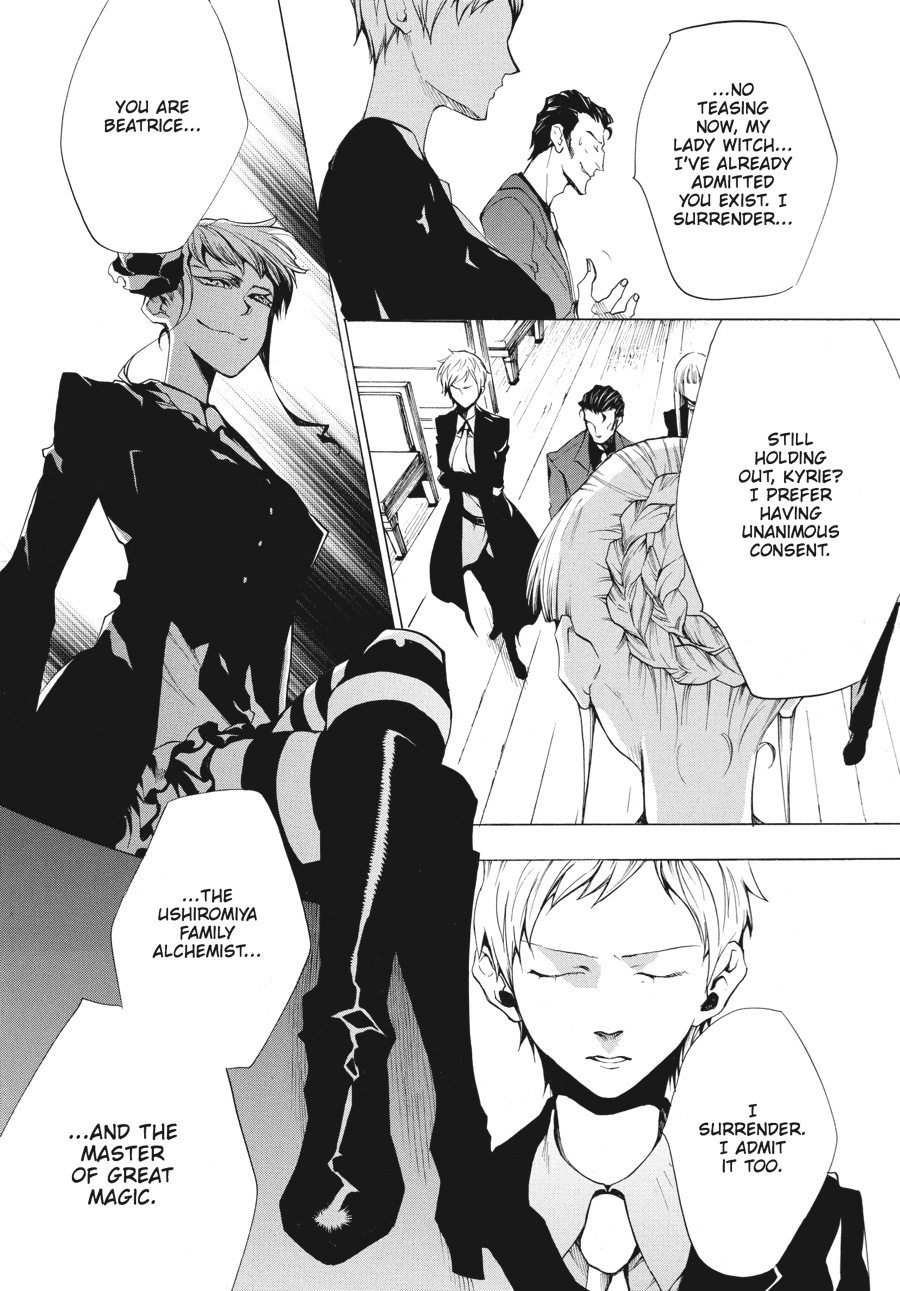 ...NO
TEASING
NOW, MY
LADY WITCH...
I'VE ALREADY
ADMITTED
YOU EXIST. I
SURRENDER...
STILL
HOLDING
OUT, KYRIE?
I PREFER
HAVING
UNANIMOUS
CONSENT.
I
SURRENDER.
I ADMIT
IT TOO.
YOU ARE
BEATRICE...
...THE
USHIROMIYA
FAMILY
ALCHEMIST...
...AND THE
MASTER
OF GREAT
MAGIC.